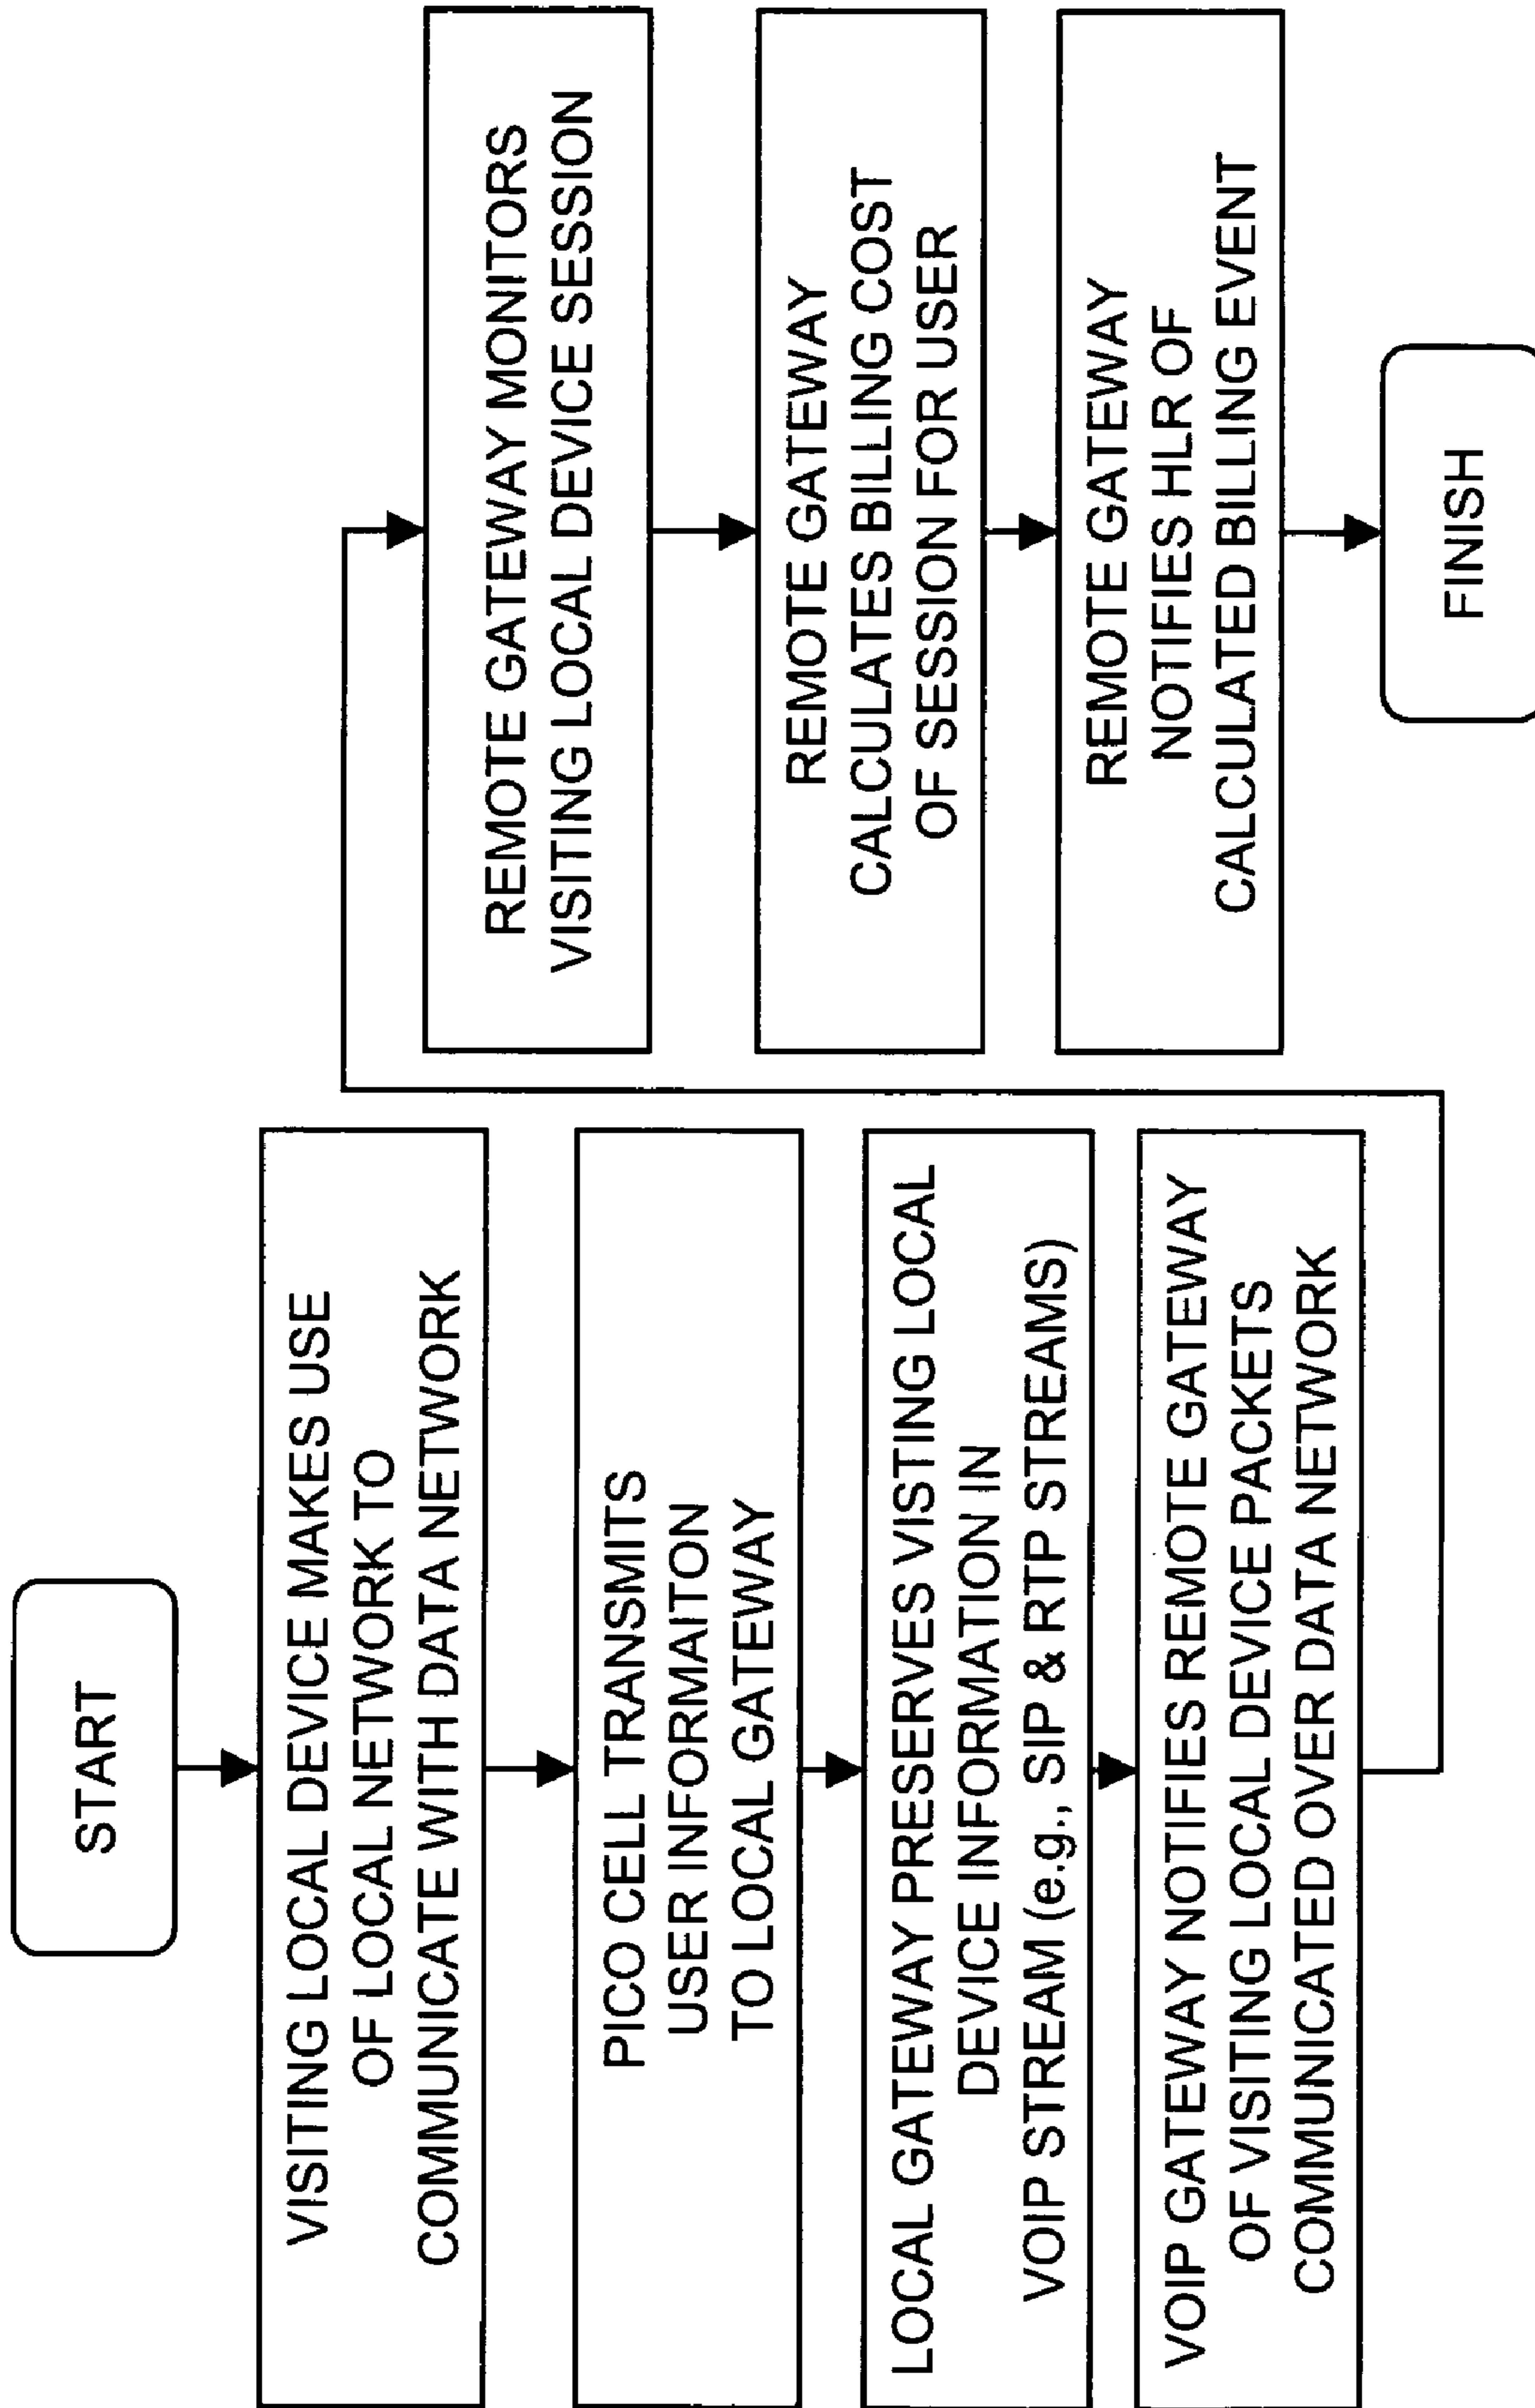 START
VISITING LOCAL DEVICE MAKES USE
OF LOCAL NETWORK TO
COMMUNICATE WITH DATA NETWORK
PICO CELL TRANSMITS
USER INFORMAITON
TO LOCAL GATEWAY
LOCAL GATEWAY PRESERVES VISTING LOCAL
DEVICE INFORMATION IN
VOIP STREAM (e.g., SIP & RTP STREAMS)
VOIP GATEWAY NOTIFIES REMOTE GATEWAY
OF VISITING LOCAL DEVICE PACKETS
COMMUNICATED OVER DATA NETWORK
REMOTE GATEWAY MONITORS
VISITING LOCAL DEVICE SESSION
REMOTE GATEWAY
CALCULATES BILLING COST
OF SESSION FOR USER
REMOTE GATEWAY
NOTIFIES HLR OF
CALCULATED BILLING EVENT
FINISH